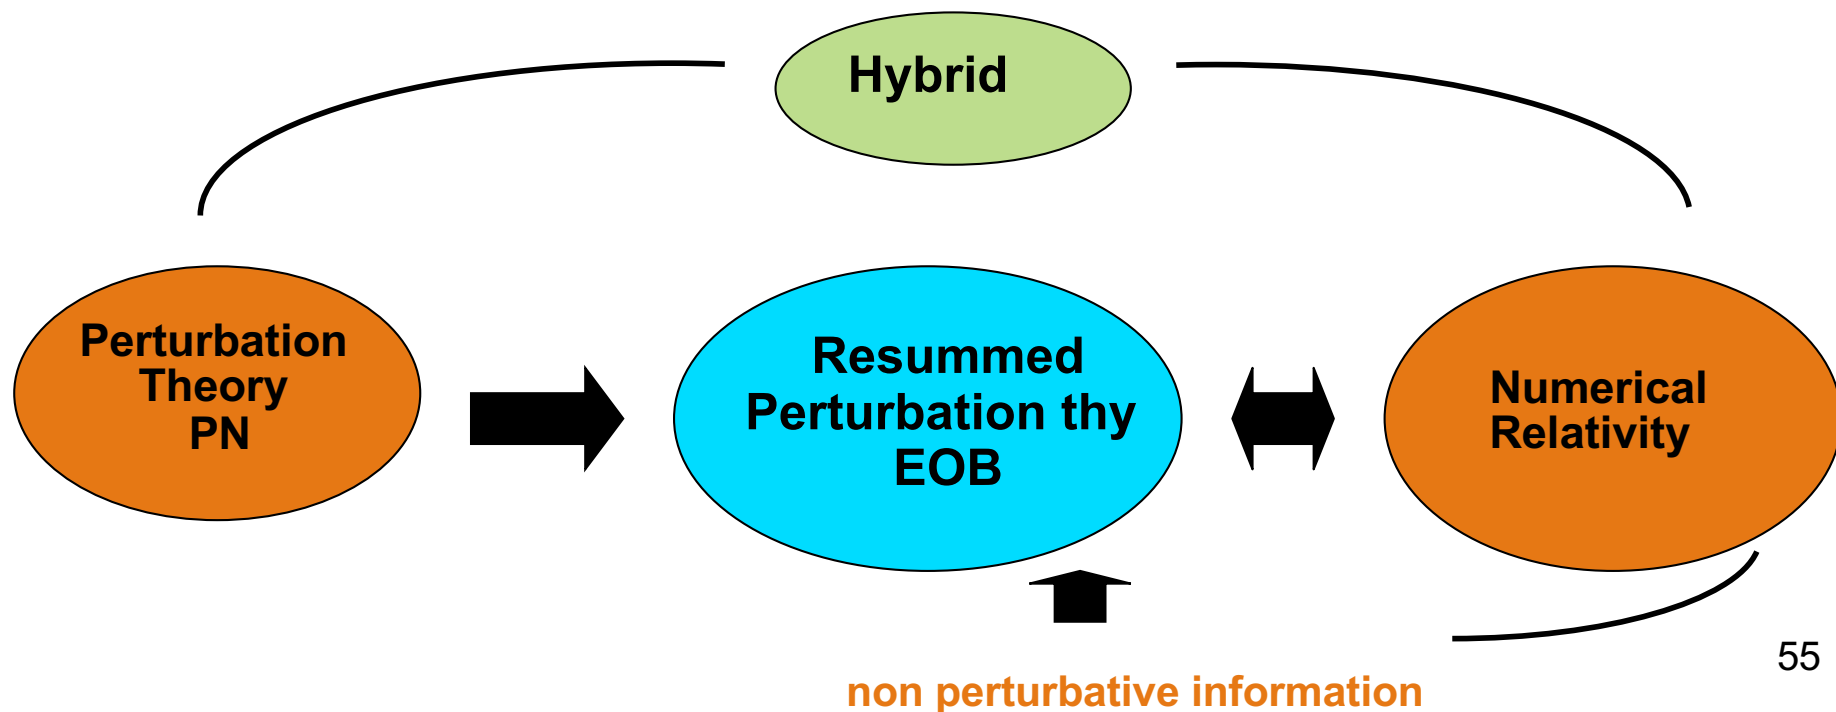 Hybrid
Perturbation
Theory
PN
Resummed
Perturbation thy
EOB
Numerical
Relativity
55
non perturbative information